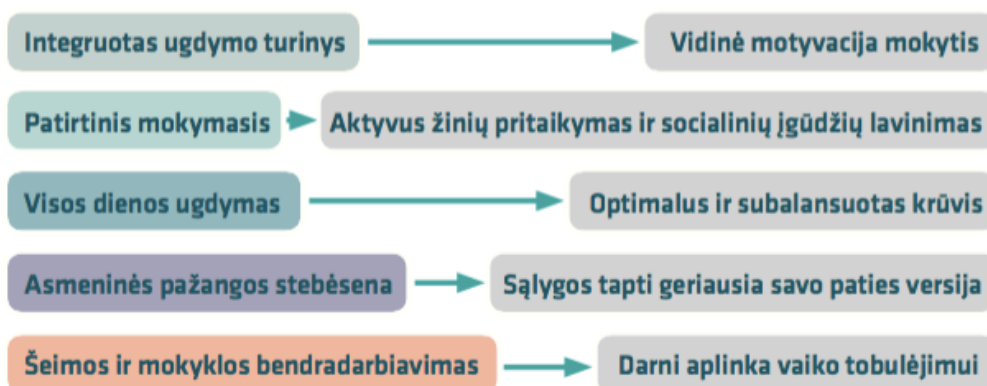 Integruotas ugdymo turinys Vidinė motyvacija mokytis
Patirtinis mokymasis Aktyvus žinių pritaikymas ir socialinių įgūdžių lavinimas
Visos dienos ugdymas Optimalus ir subalansuotas krūvis
Asmeninės pažangos stebėsena Sąlygos tapti geriausia savo paties versija
Šeimos ir mokyklos bendradarbiavimas Darni aplinka vaiko tobulėjimui